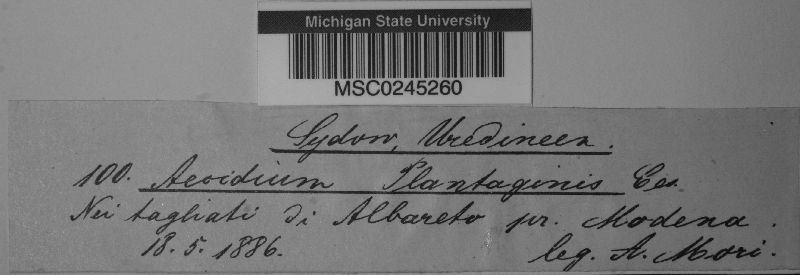 Michigan State University
MSC0245260
Sydow, Uredineen.
100. Aecidium Plantaginis Ces.
Nei tagliati di Albareto pr. Modena.
18. 5. 1886. leg. A. Mori.